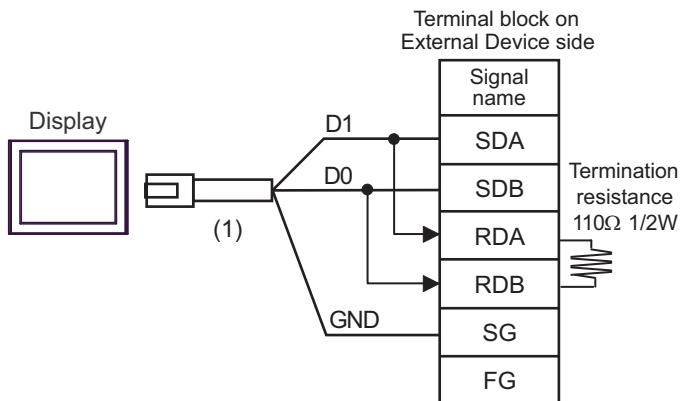 Terminal block on
External Device side
Signal
name
Display
D1
SDA
D0
SDB
Termination
resistance
110Ω 1/2W
(1)
RDA
RDB
GND
SG
FG